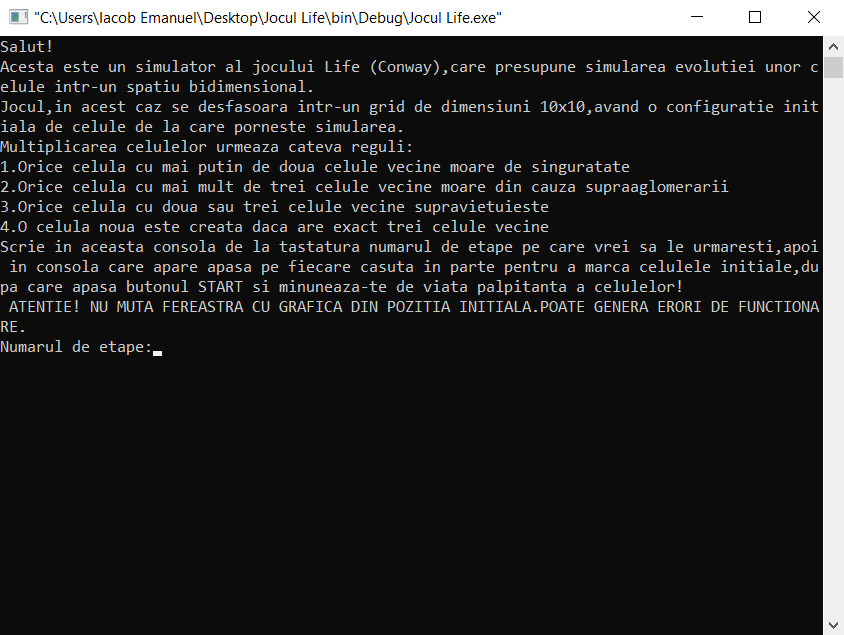 "C:\Users\Iacob Emanuel\Desktop\Jocul Life\bin\Debug\Jocul Life.exe"
Salut!
Acesta este un simulator al jocului Life (Conway),care presupune simularea evolutiei unor c
elule intr-un spatiu bidimensional.
Jocul,in acest caz se desfasoara intr-un grid de dimensiuni 10x10,avand o configuratie init
iala de celule de la care porneste simularea.
Multiplicarea celulelor urmeaza cateva reguli:
1.Orice celula cu mai putin de doua celule vecine moare de singuratate
2.Orice celula cu mai mult de trei celule vecine moare din cauza supraaglomerarii
3.Orice celula cu doua sau trei celule vecine supravietuieste
4.O celula noua este creata daca are exact trei celule vecine
Scrie in aceasta consola de la tastatura numarul de etape pe care vrei sa le urmaresti,apoi
 in consola care apare apasa pe fiecare casuta in parte pentru a marca celulele initiale,du
pa care apasa butonul START si minuneaza-te de viata palpitanta a celulelor!
 ATENTIE! NU MUTA FEREASTRA CU GRAFICA DIN POZITIA INITIALA.POATE GENERA ERORI DE FUNCTIONA
RE.
Numarul de etape: